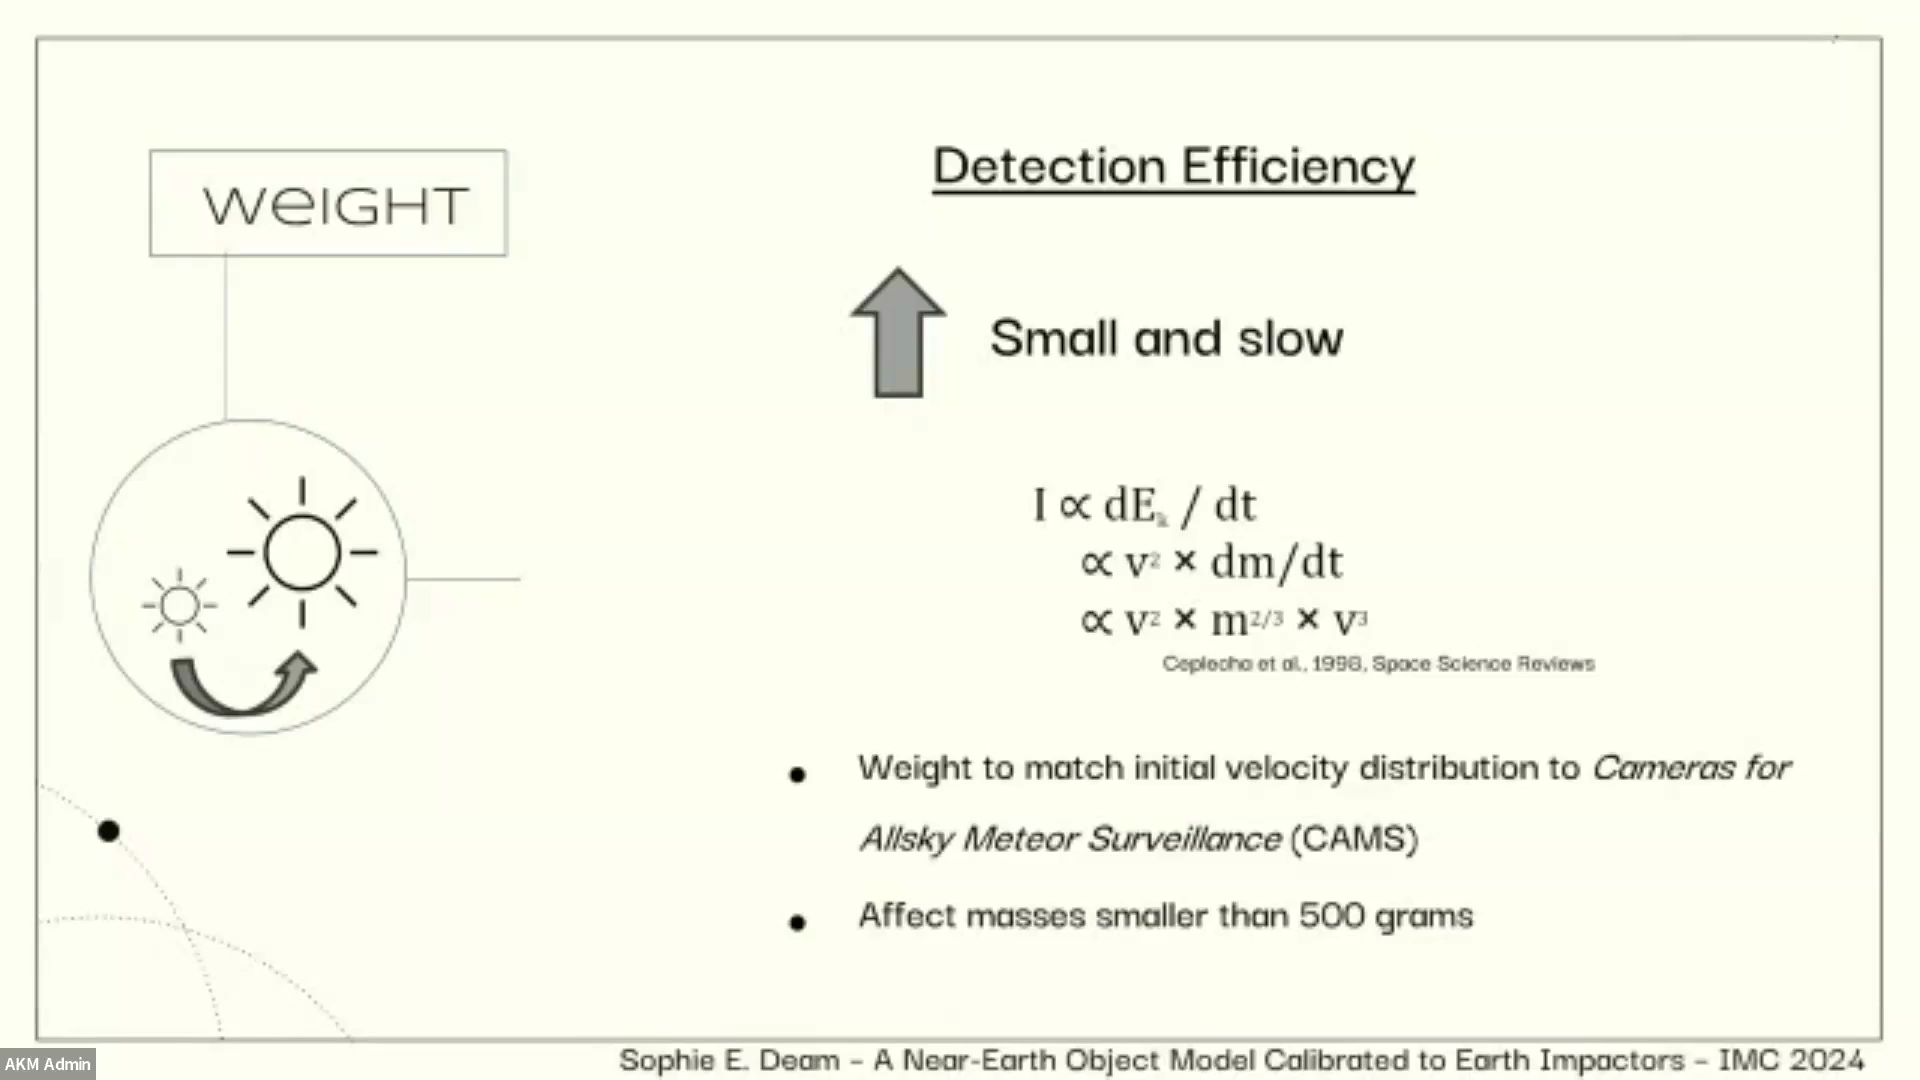 WeIGHT
Detection Efficiency
Small and slow
I ∝ dEₖ / dt
∝ v² × dm/dt
∝ v² × m²/³ × v³
Ceplecha et al., 1998, Space Science Reviews
● Weight to match initial velocity distribution to Cameras for
Allsky Meteor Surveillance (CAMS)
● Affect masses smaller than 500 grams
Sophie E. Deam – A Near-Earth Object Model Calibrated to Earth Impactors – IMC 2024
AKM Admin